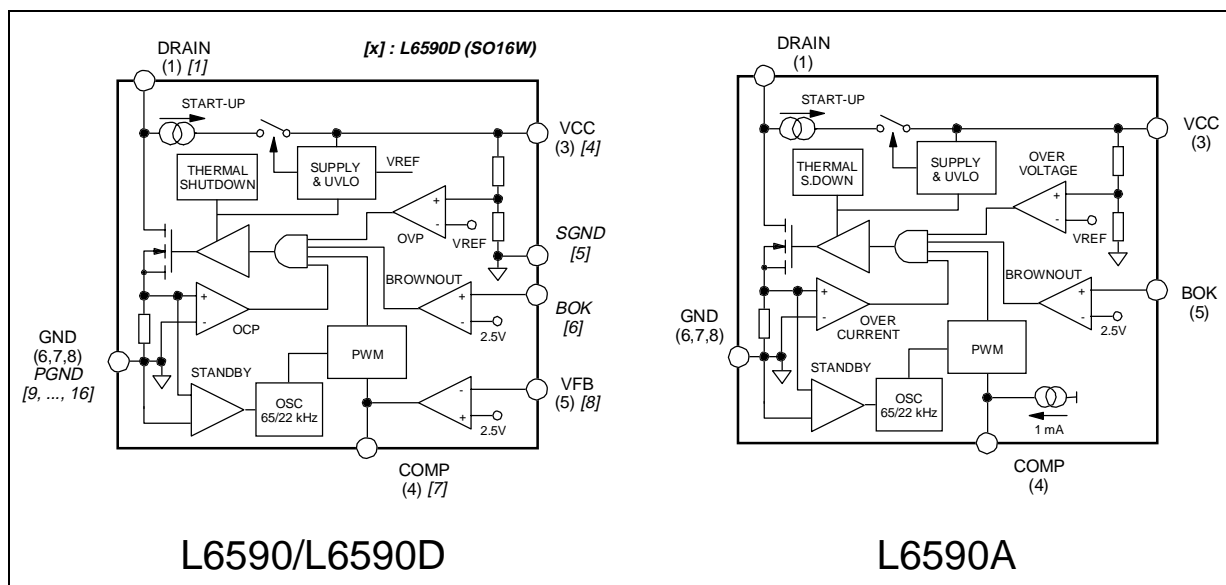 DRAIN
(1) [1]
[x] : L6590D (SO16W)
START-UP
VCC
(3) [4]
THERMAL
SHUTDOWN
SUPPLY
& UVLO
VREF
+
-
OVP
VREF
SGND
[5]
BROWNOUT
+
-
2.5V
BOK
[6]
+
-
OCP
GND
(6,7,8)
PGND
[9, ..., 16]
PWM
STANDBY
OSC
65/22 kHz
-
+
2.5V
VFB
(5) [8]
COMP
(4) [7]
L6590/L6590D
DRAIN
(1)
START-UP
VCC
(3)
THERMAL
S.DOWN
SUPPLY
& UVLO
OVER
VOLTAGE
+
-
VREF
BROWNOUT
+
-
2.5V
BOK
(5)
+
-
OVER
CURRENT
GND
(6,7,8)
PWM
STANDBY
OSC
65/22 kHz
1 mA
COMP
(4)
L6590A